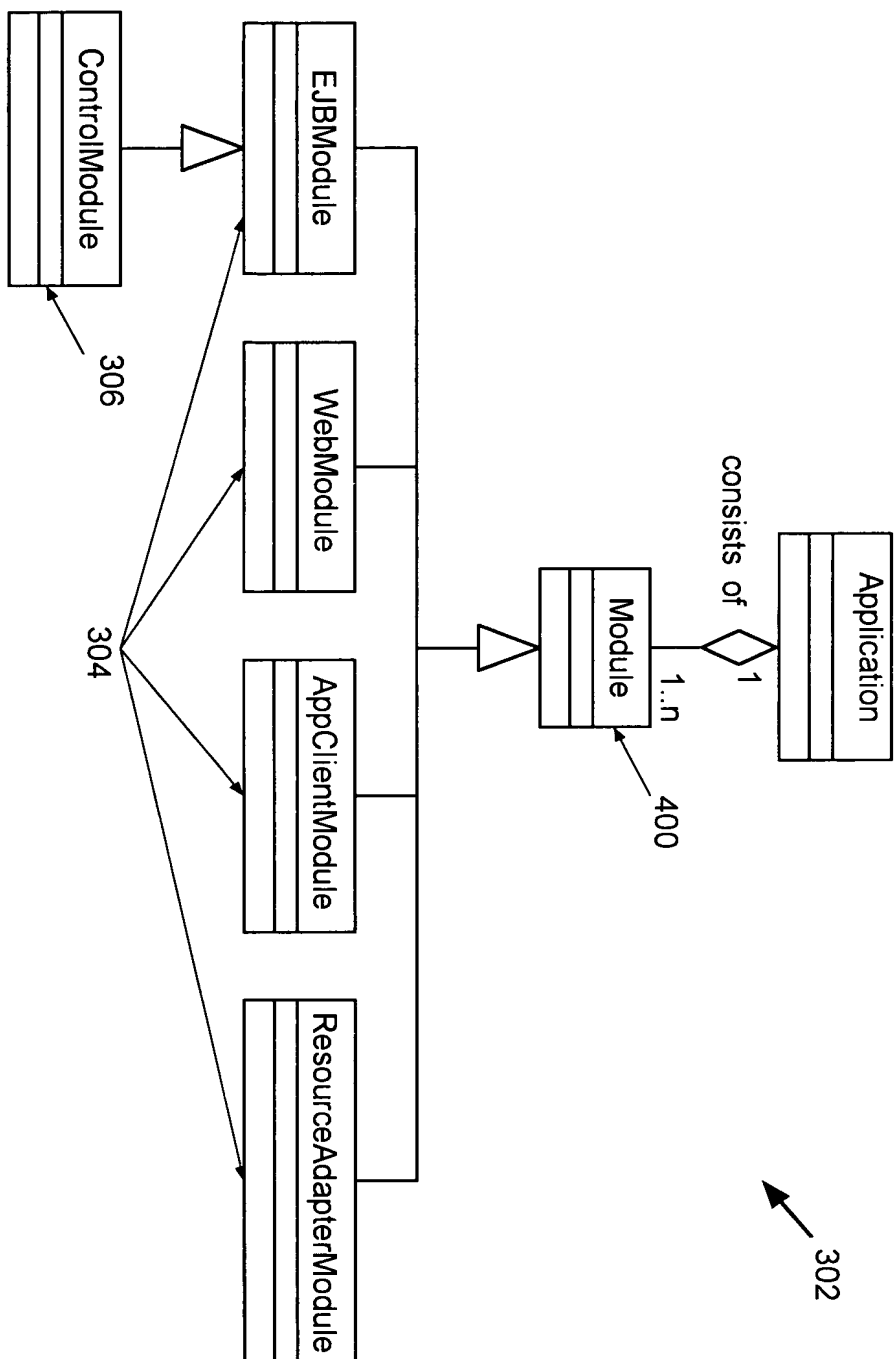 302
Application
1
consists of
1..n
Module
400
EJBModule
WebModule
AppClientModule
ResourceAdapterModule
304
ControlModule
306